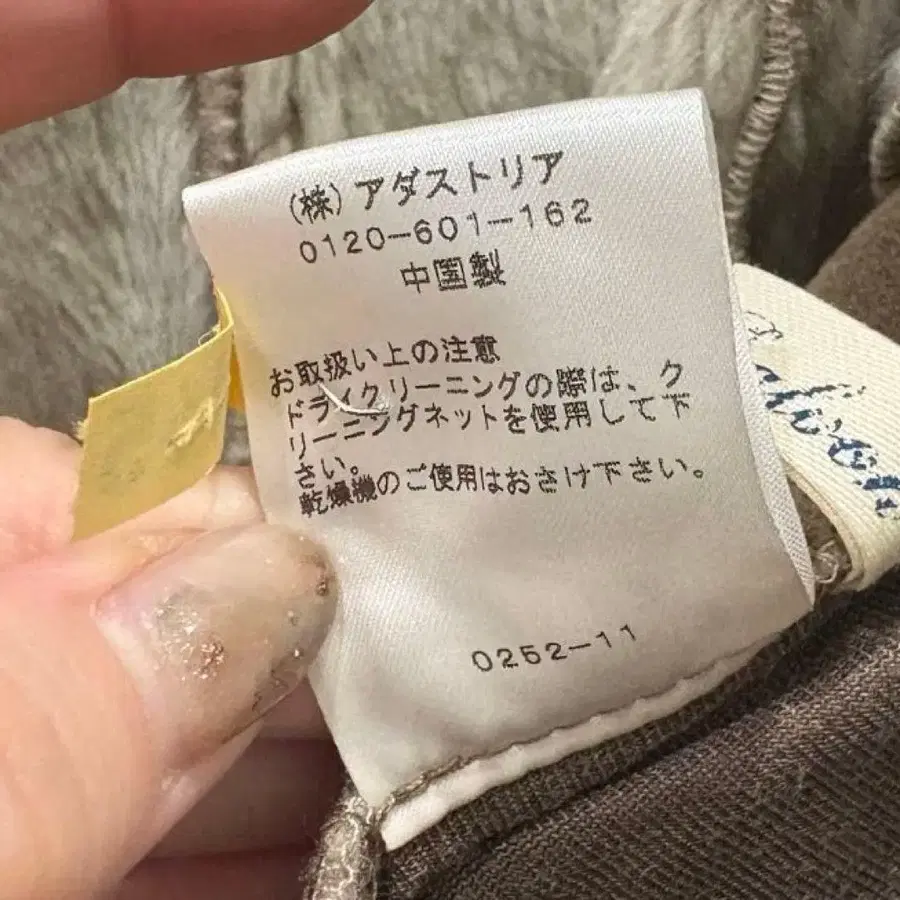 (株)アダストリア
0120-601-162
中国製
お取扱い上の注意
ドライクリーニングの際は、ク
リーニングネットを使用して下
さい。
乾燥機のご使用はおさけ下さい。
0252-11